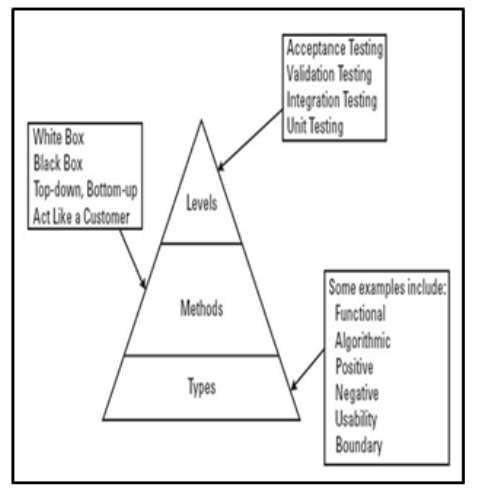 Acceptance Testing
Validation Testing
Integration Testing
Unit Testing
White Box
Black Box
Top-down, Bottom-up
Act Like a Customer
Levels
Methods
Types
Some examples include:
Functional
Algorithmic
Positive
Negative
Usability
Boundary